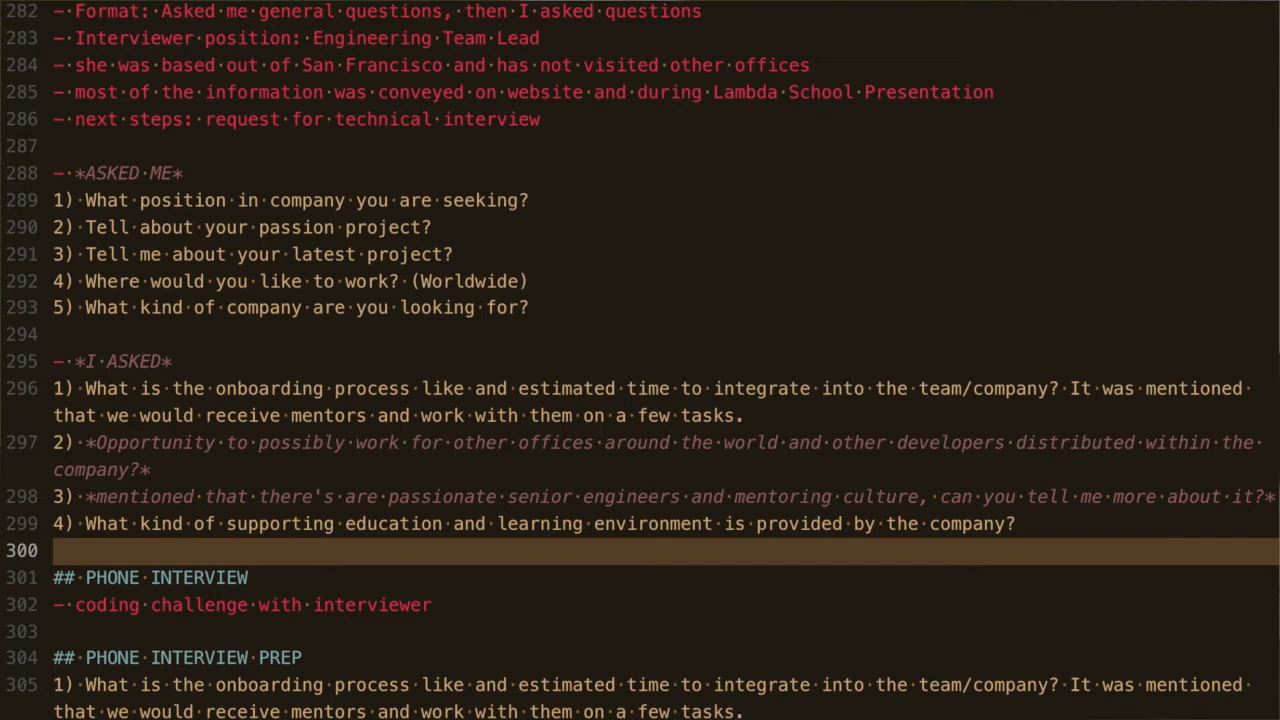 282 - Format: Asked me general questions, then I asked questions
283 - Interviewer position: Engineering Team Lead
284 - she was based out of San Francisco and has not visited other offices
285 - most of the information was conveyed on website and during Lambda School Presentation
286 - next steps: request for technical interview
287
288 - *ASKED ME*
289 1) What position in company you are seeking?
290 2) Tell about your passion project?
291 3) Tell me about your latest project?
292 4) Where would you like to work? (Worldwide)
293 5) What kind of company are you looking for?
294
295 - *I ASKED*
296 1) What is the onboarding process like and estimated time to integrate into the team/company? It was mentioned
that we would receive mentors and work with them on a few tasks.
297 2) *Opportunity to possibly work for other offices around the world and other developers distributed within the
company?*
298 3) *mentioned that there's are passionate senior engineers and mentoring culture, can you tell me more about it?*
299 4) What kind of supporting education and learning environment is provided by the company?
300
301 ## PHONE INTERVIEW
302 - coding challenge with interviewer
303
304 ## PHONE INTERVIEW PREP
305 1) What is the onboarding process like and estimated time to integrate into the team/company? It was mentioned
that we would receive mentors and work with them on a few tasks.